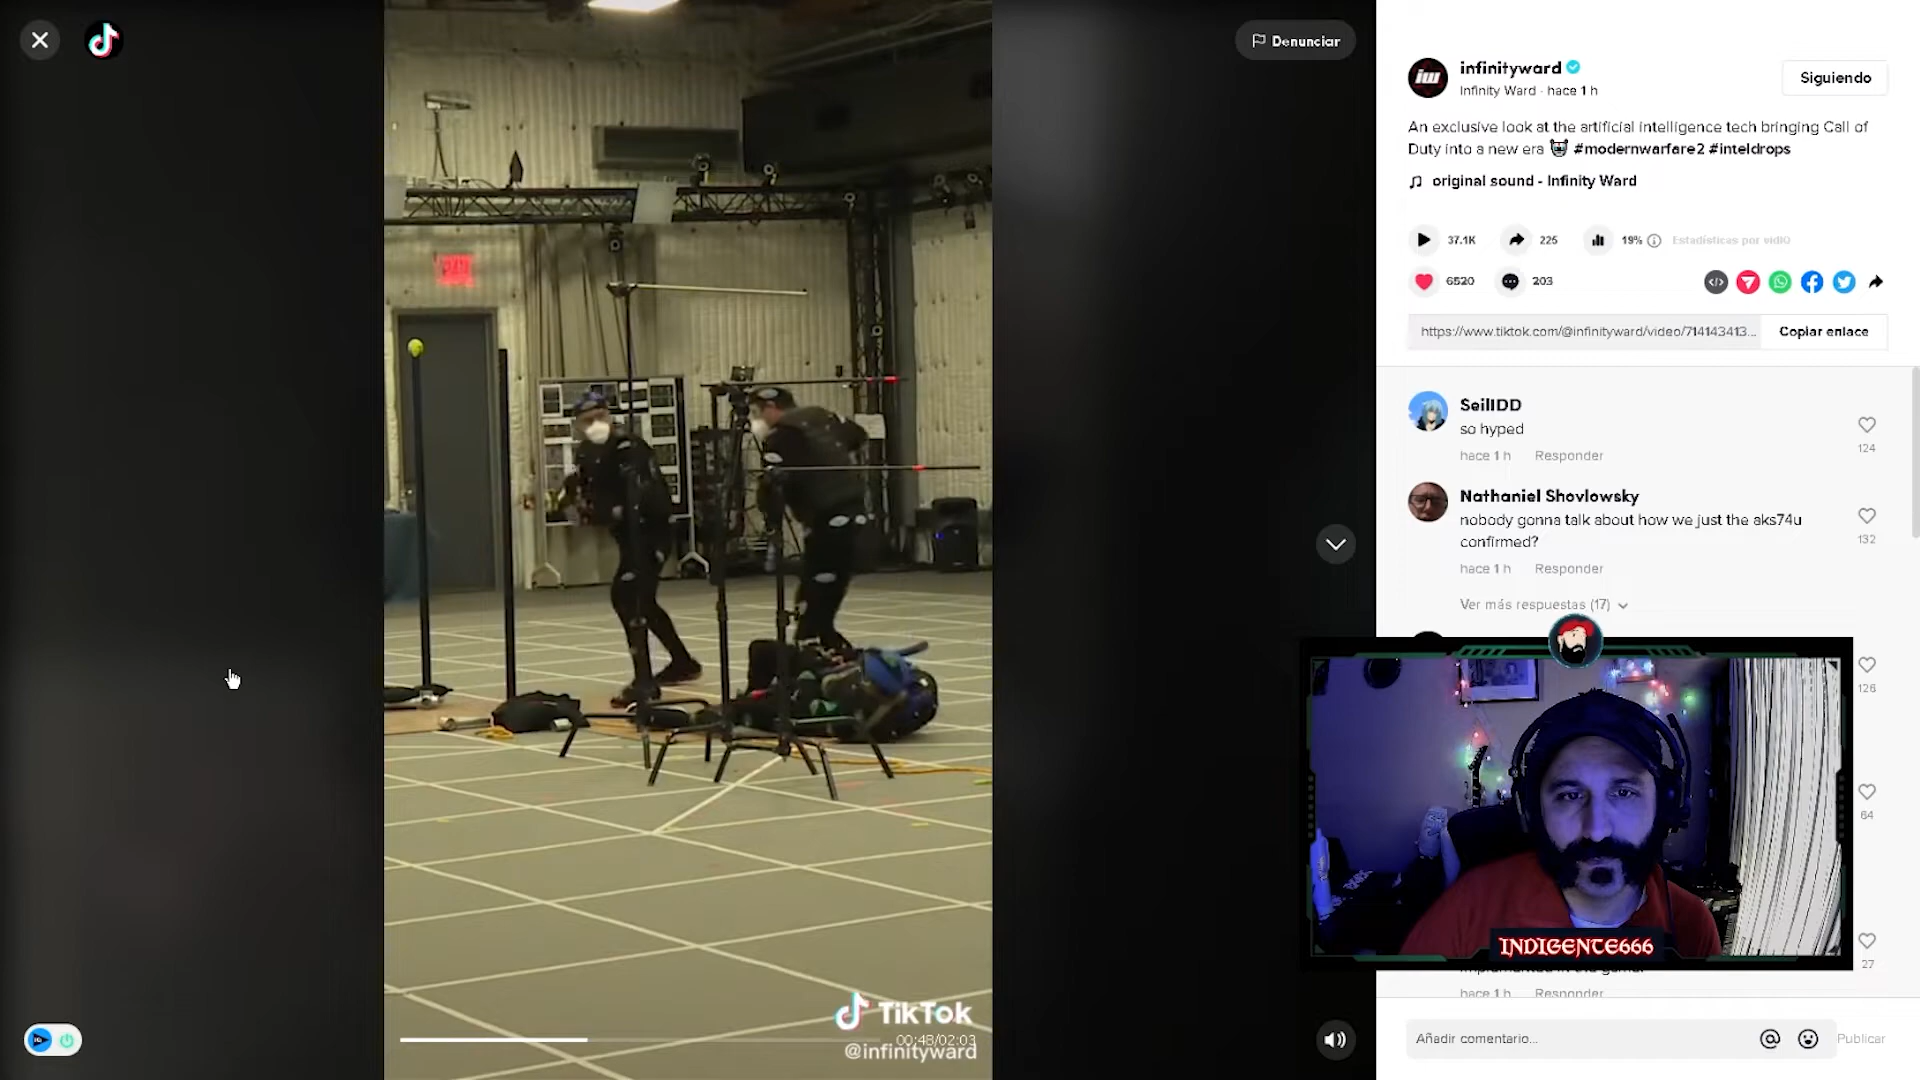 Denunciar
EXIT
TikTok
00:48/02:03
@infinityward
iw
infinityward
Infinity Ward · hace 1 h
Siguiendo
An exclusive look at the artificial intelligence tech bringing Call of
Duty into a new era #modernwarfare2 #inteldrops
original sound - Infinity Ward
37.1K
225
19%
Estadísticas por vidIQ
6520
203
https://www.tiktok.com/@infinityward/video/714143413...
Copiar enlace
SeilIDD
so hyped
124
hace 1 h
Responder
Nathaniel Shovlowsky
nobody gonna talk about how we just the aks74u
confirmed?
132
hace 1 h
Responder
Ver más respuestas (17)
126
64
INDIGENTE666
27
hace 1 h
Responder
Añadir comentario...
Publicar